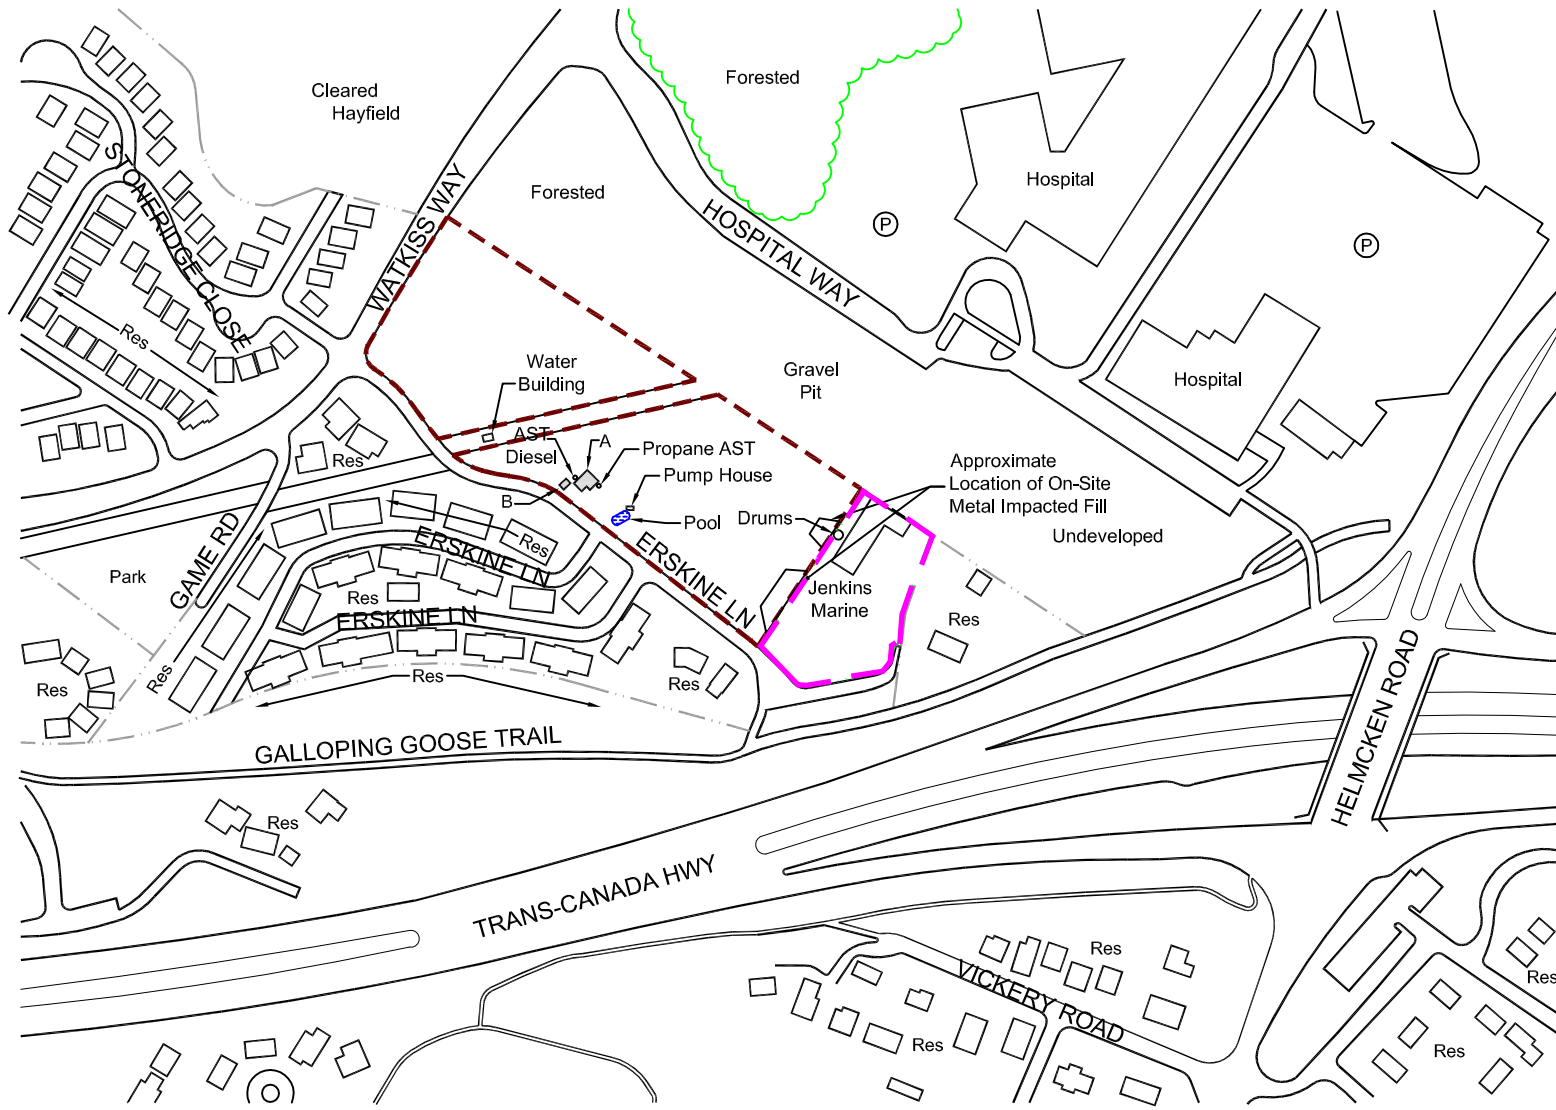 Cleared
Hayfield
Forested
Forested
Hospital
P
P
STONERIDGE CLOSE
WATKISS WAY
HOSPITAL WAY
Res
Water
Building
Gravel
Pit
Hospital
AST
Diesel
A
Propane AST
Pump House
B
Pool
Drums
Approximate
Location of On-Site
Metal Impacted Fill
Undeveloped
Res
GAME RD
Park
ERSKINE LN
Res
Res
ERSKINE LN
ERSKINE LN
Jenkins
Marine
Res
Res
Res
Res
Res
GALLOPING GOOSE TRAIL
HELMCKEN ROAD
Res
TRANS-CANADA HWY
Res
VICKERY ROAD
Res
Res
Res